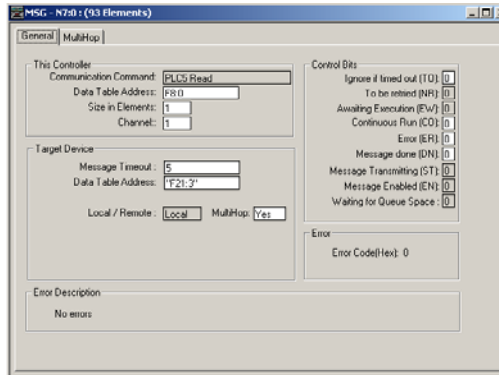 MSG - N7:0 : (93 Elements)
General MultiHop
This Controller
Communication Command: PLC5 Read
Data Table Address: F8:0
Size in Elements: 1
Channel: 1
Target Device
Message Timeout : 5
Data Table Address: "F21:3"
Local / Remote : Local MultiHop: Yes
Control Bits
Ignore if timed out (TO): 0
To be retried (NR): 0
Awaiting Execution (EW): 0
Continuous Run (CO): 0
Error (ER): 0
Message done (DN): 0
Message Transmitting (ST): 0
Message Enabled (EN): 0
Waiting for Queue Space : 0
Error
Error Code(Hex): 0
Error Description
No errors